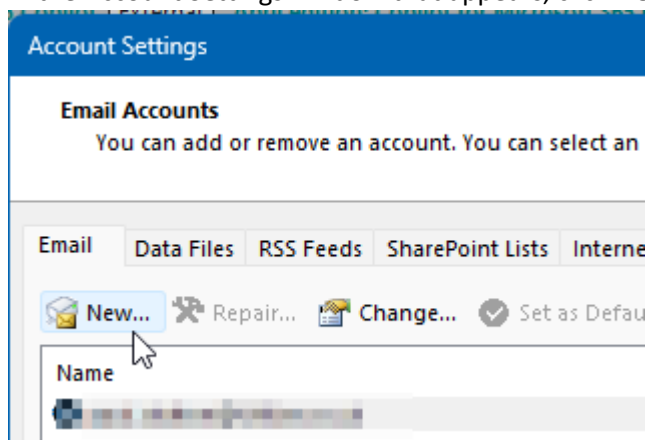 Account Settings
Email Accounts
You can add or remove an account. You can select an
Email Data Files RSS Feeds SharePoint Lists Interne
New... Repair... Change... Set as Defau
Name